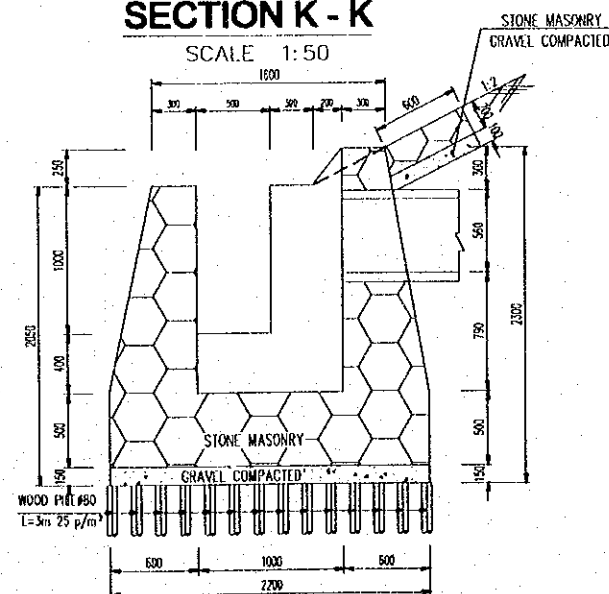 SECTION K - K
SCALE 1:50
STONE MASONRY
GRAVEL COMPACTED
1600
300 500 300 200 300
600
1:2
300
100
250
300
1000
560
2050
2300
400
790
500
500
STONE MASONRY
150
150
GRAVEL COMPACTED
WOOD PILE Ø80
L=3m 25 p/m²
600 1000 600
2200